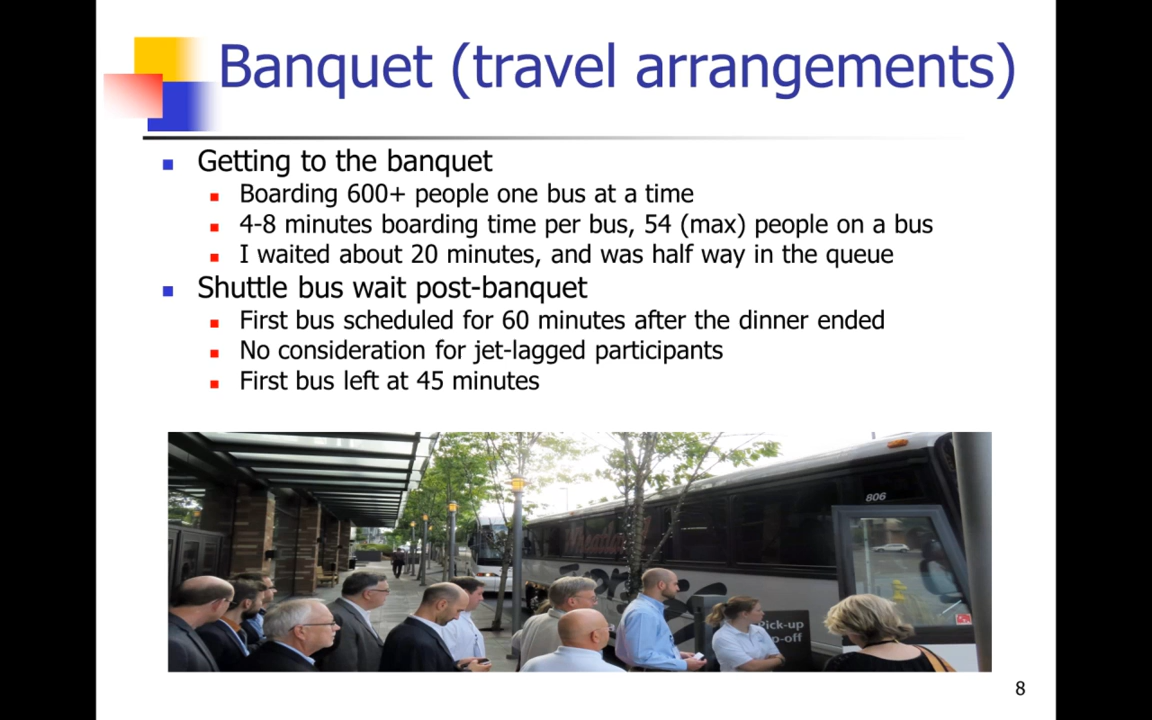 Banquet (travel arrangements)
Getting to the banquet
Boarding 600+ people one bus at a time
4-8 minutes boarding time per bus, 54 (max) people on a bus
I waited about 20 minutes, and was half way in the queue
Shuttle bus wait post-banquet
First bus scheduled for 60 minutes after the dinner ended
No consideration for jet-lagged participants
First bus left at 45 minutes
806
Pick-up
8